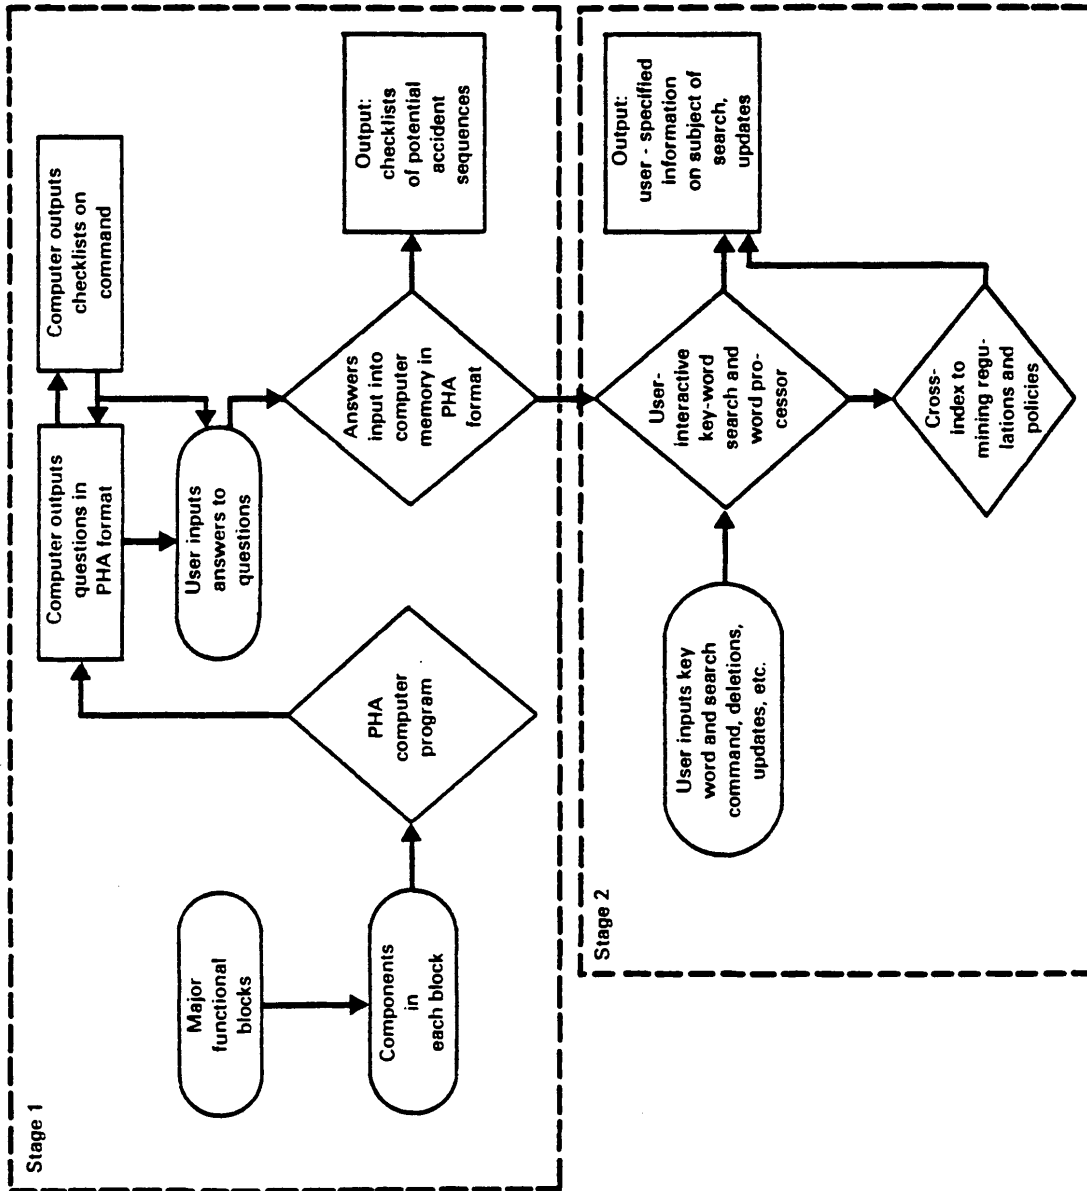 Stage 1
Major
functional
blocks
Components
in
each block
PHA
computer
program
Computer outputs
questions in
PHA format
Computer outputs
checklists on
command
User inputs
answers to
questions
Answers
input into
computer
memory in
PHA
format
Output:
checklists
of potential
accident
sequences
Stage 2
User inputs key
word and search
command, deletions,
updates, etc.
User-
interactive
key-word
search and
word pro-
cessor
Output:
user - specified
information
on subject of
search,
updates
Cross-
index to
mining regu-
lations and
policies